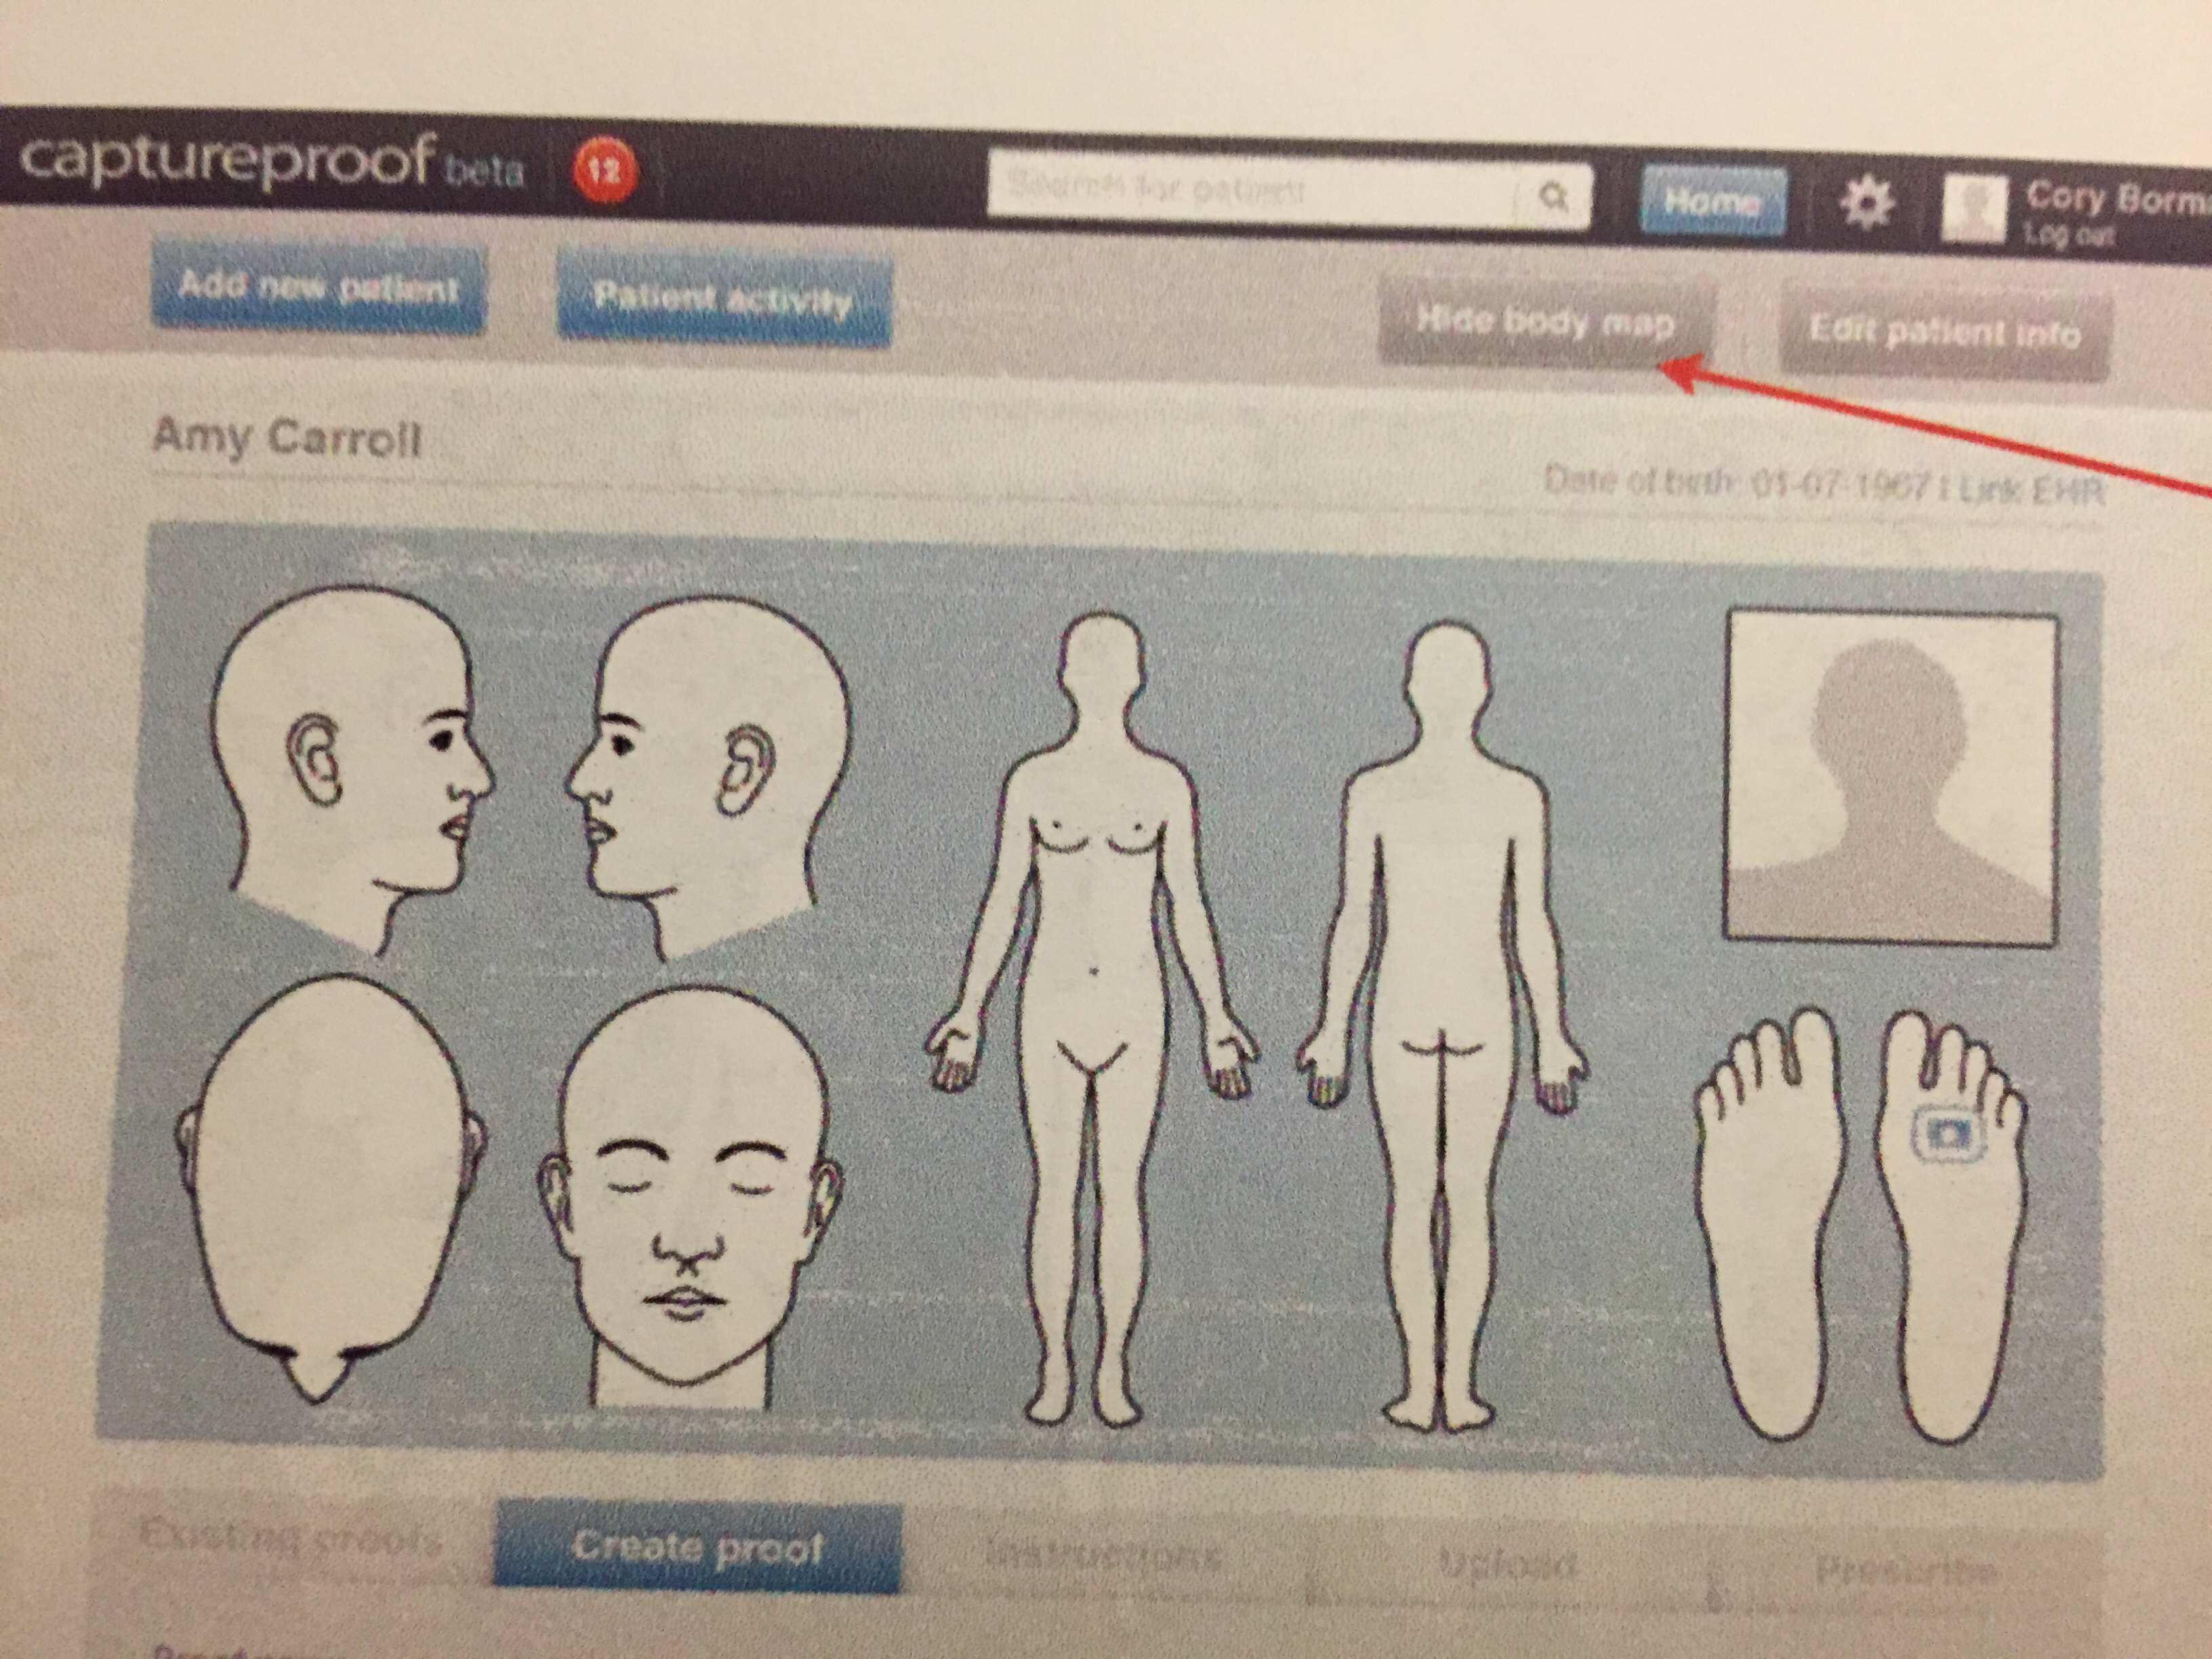 captureproof beta
12
Search for patient
Home
Cory Borm
Log out
Add new patient
Patient activity
Hide body map
Edit patient info
Amy Carroll
Date of birth: 01-07-1967 | Link EHR
Existing proofs
Create proof
Instructions
Upload
Prescribe